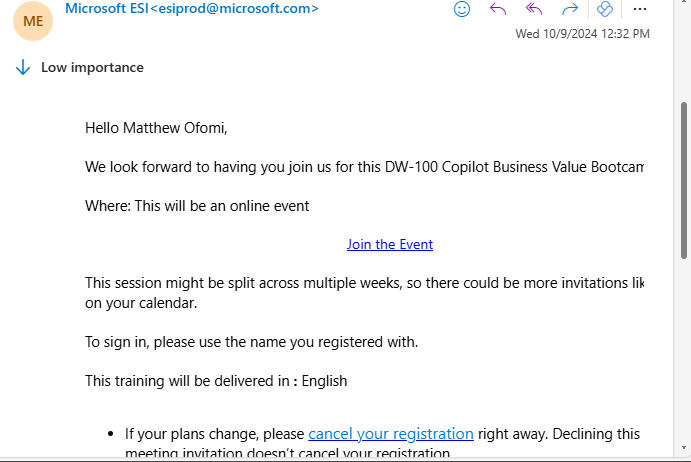 ME
Microsoft ESI<esiprod@microsoft.com>
Wed 10/9/2024 12:32 PM
Low importance
Hello Matthew Ofomi,
We look forward to having you join us for this DW-100 Copilot Business Value Bootcam
Where: This will be an online event
Join the Event
This session might be split across multiple weeks, so there could be more invitations lik
on your calendar.
To sign in, please use the name you registered with.
This training will be delivered in : English
• If your plans change, please cancel your registration right away. Declining this
meeting invitation doesn't cancel your registration.